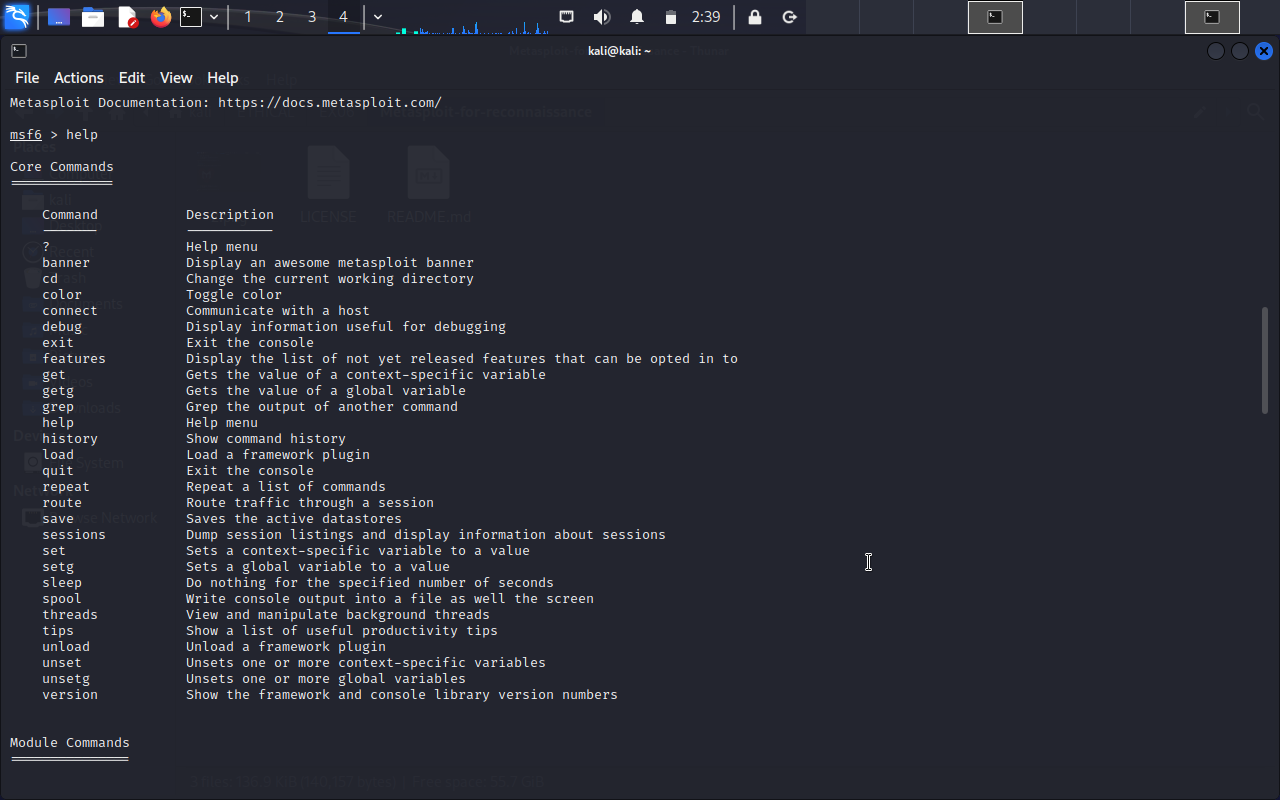 1 2 3 4 2:39
kali@kali: ~
File Actions Edit View Help
Metasploit Documentation: https://docs.metasploit.com/
msf6 > help
Core Commands
Command Description
? Help menu
banner Display an awesome metasploit banner
cd Change the current working directory
color Toggle color
connect Communicate with a host
debug Display information useful for debugging
exit Exit the console
features Display the list of not yet released features that can be opted in to
get Gets the value of a context-specific variable
getg Gets the value of a global variable
grep Grep the output of another command
help Help menu
history Show command history
load Load a framework plugin
quit Exit the console
repeat Repeat a list of commands
route Route traffic through a session
save Saves the active datastores
sessions Dump session listings and display information about sessions
set Sets a context-specific variable to a value
setg Sets a global variable to a value
sleep Do nothing for the specified number of seconds
spool Write console output into a file as well the screen
threads View and manipulate background threads
tips Show a list of useful productivity tips
unload Unload a framework plugin
unset Unsets one or more context-specific variables
unsetg Unsets one or more global variables
version Show the framework and console library version numbers
Module Commands
LICENSE README.md